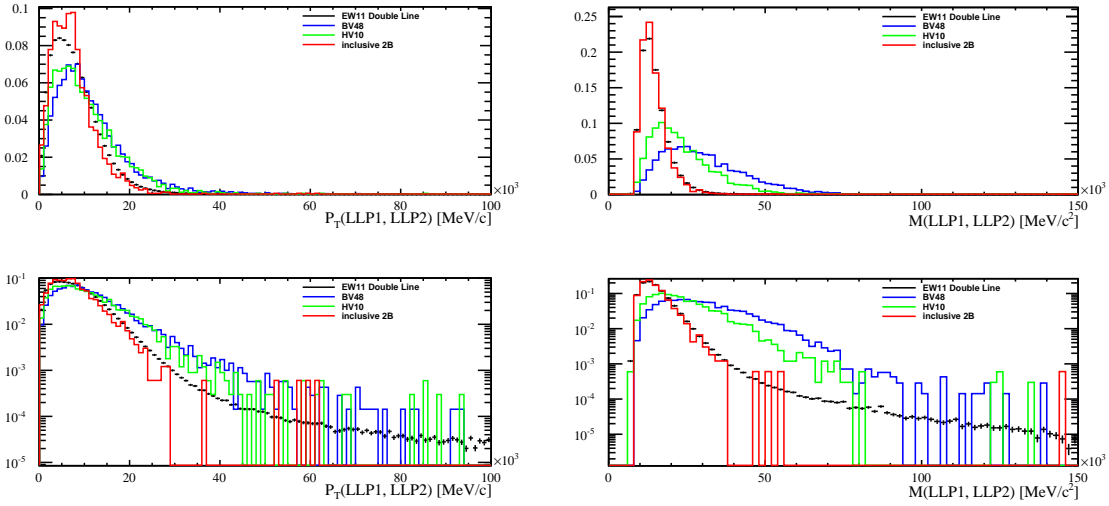 0.1
0.08
0.06
0.04
0.02
0
EW11 Double Line
BV48
HV10
inclusive 2B
0 20 40 60 80 100
×10³
P_T(LLP1, LLP2) [MeV/c]
0.25
0.2
0.15
0.1
0.05
0
EW11 Double Line
BV48
HV10
inclusive 2B
0 50 100 150
×10³
M(LLP1, LLP2) [MeV/c²]
10⁻¹
10⁻²
10⁻³
10⁻⁴
10⁻⁵
EW11 Double Line
BV48
HV10
inclusive 2B
0 20 40 60 80 100
×10³
P_T(LLP1, LLP2) [MeV/c]
10⁻¹
10⁻²
10⁻³
10⁻⁴
10⁻⁵
EW11 Double Line
BV48
HV10
inclusive 2B
0 50 100 150
×10³
M(LLP1, LLP2) [MeV/c²]